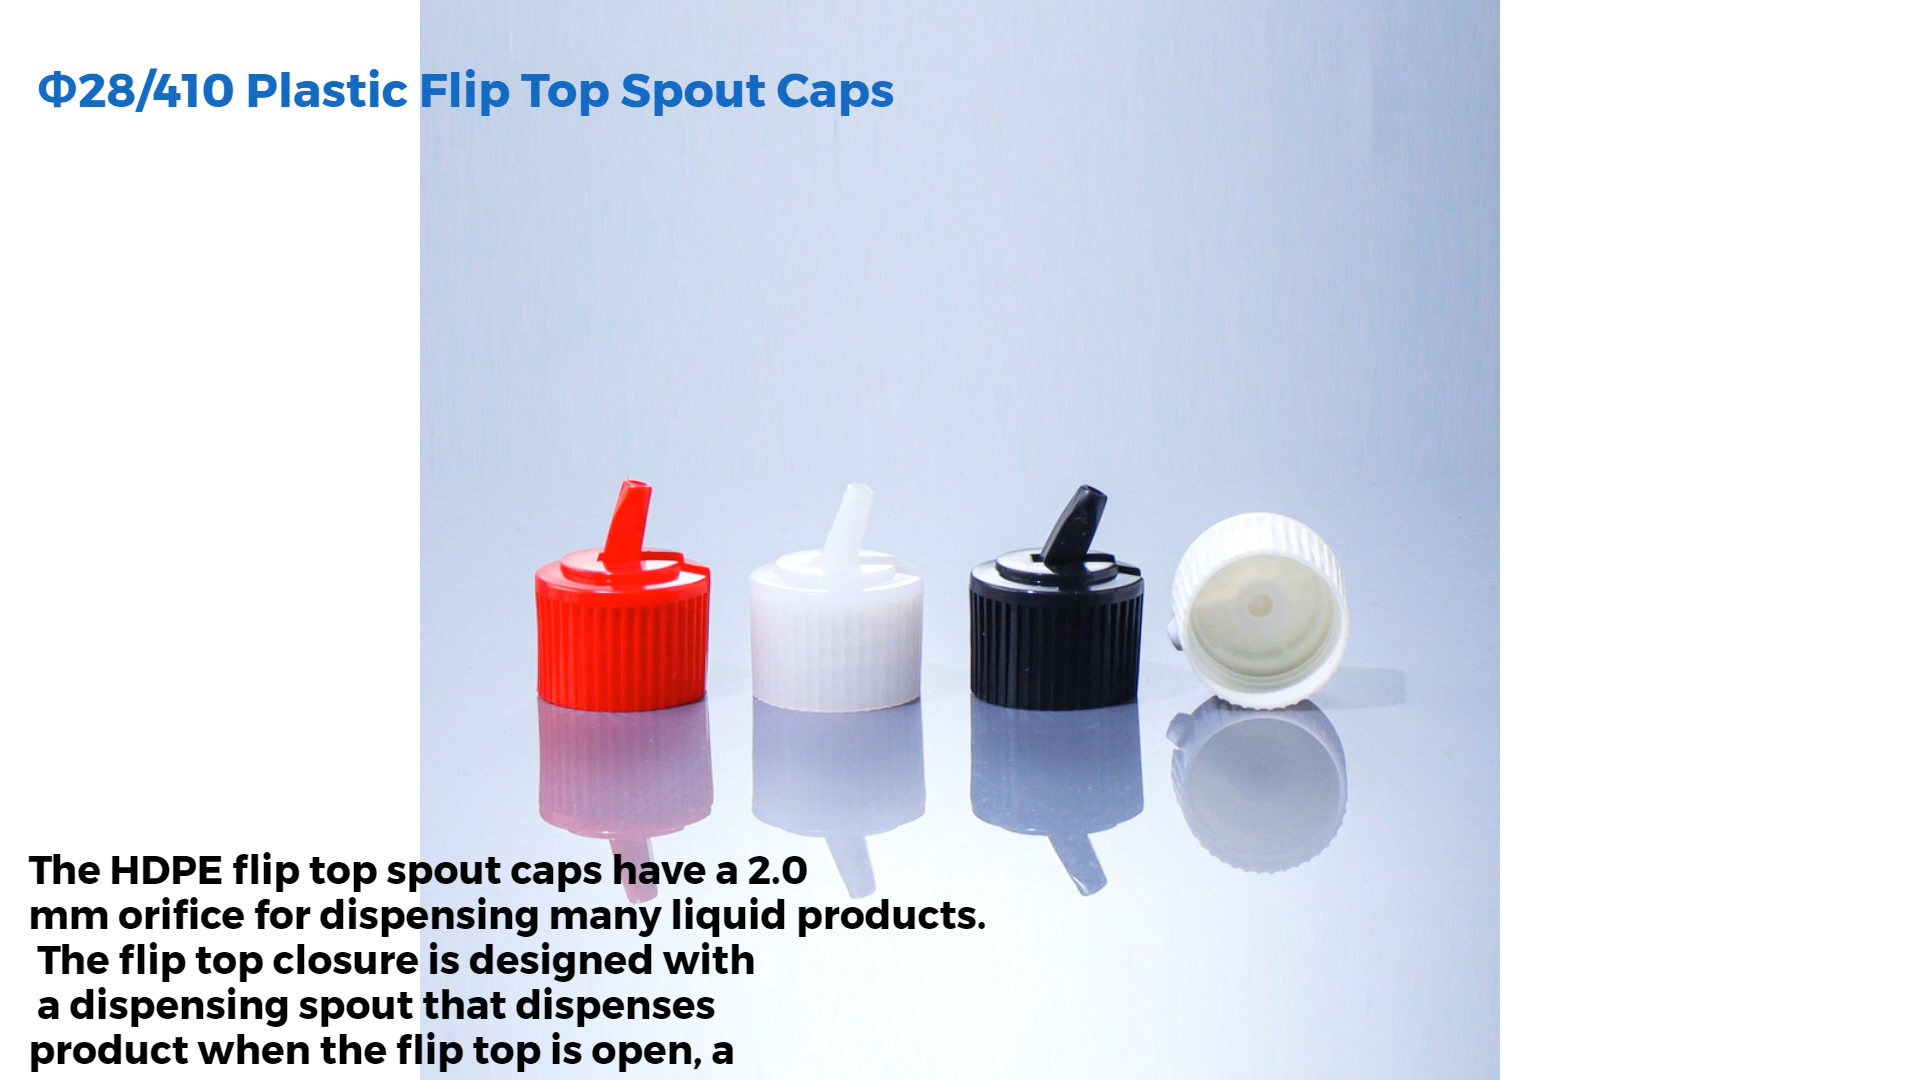 Φ28/410 Plastic Flip Top Spout Caps
The HDPE flip top spout caps have a 2.0
mm orifice for dispensing many liquid products.
The flip top closure is designed with
a dispensing spout that dispenses
product when the flip top is open, a